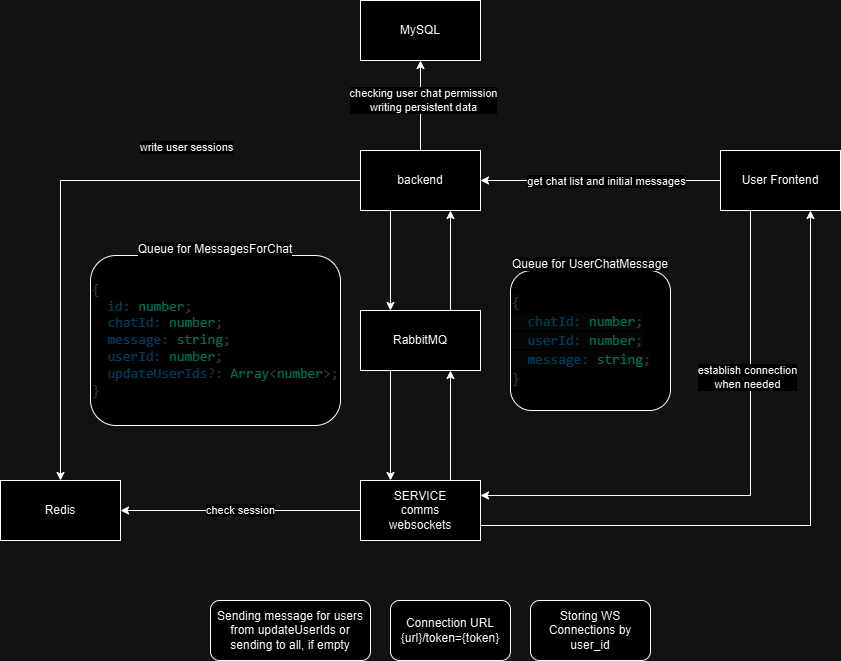 MySQL
checking user chat permission
writing persistent data
write user sessions
backend
get chat list and initial messages
User Frontend
Queue for MessagesForChat
{
id: number;
chatId: number;
message: string;
userId: number;
updateUserIds?: Array<number>;
}
RabbitMQ
Queue for UserChatMessage
{
chatId: number;
userId: number;
message: string;
}
establish connection
when needed
Redis
check session
SERVICE
comms
websockets
Sending message for users
from updateUserIds or
sending to all, if empty
Connection URL
{url}/token={token}
Storing WS
Connections by
user_id